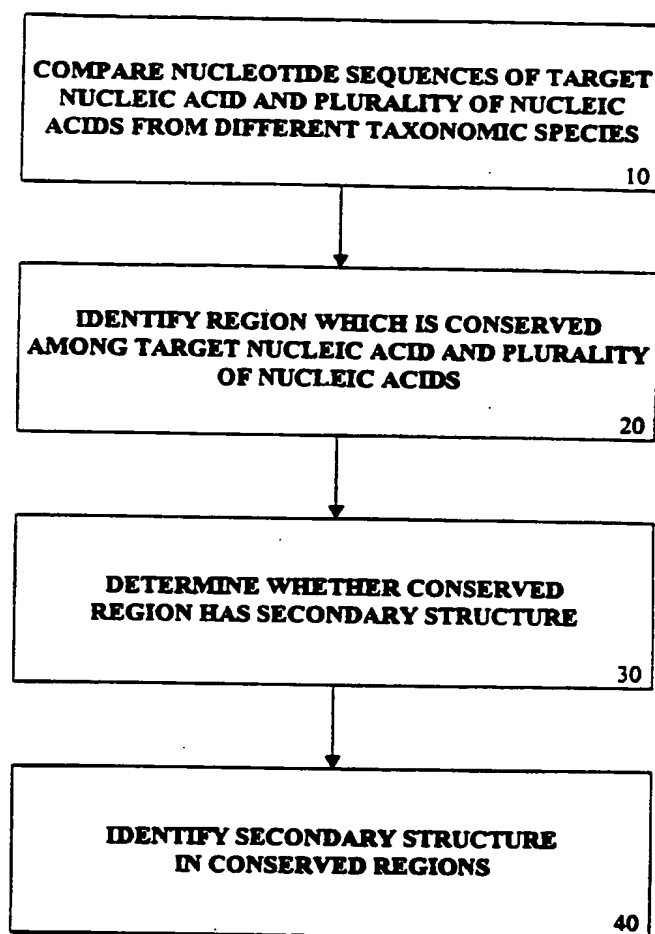 COMPARE NUCLEOTIDE SEQUENCES OF TARGET
NUCLEIC ACID AND PLURALITY OF NUCLEIC
ACIDS FROM DIFFERENT TAXONOMIC SPECIES
10
IDENTIFY REGION WHICH IS CONSERVED
AMONG TARGET NUCLEIC ACID AND PLURALITY
OF NUCLEIC ACIDS
20
DETERMINE WHETHER CONSERVED
REGION HAS SECONDARY STRUCTURE
30
IDENTIFY SECONDARY STRUCTURE
IN CONSERVED REGIONS
40